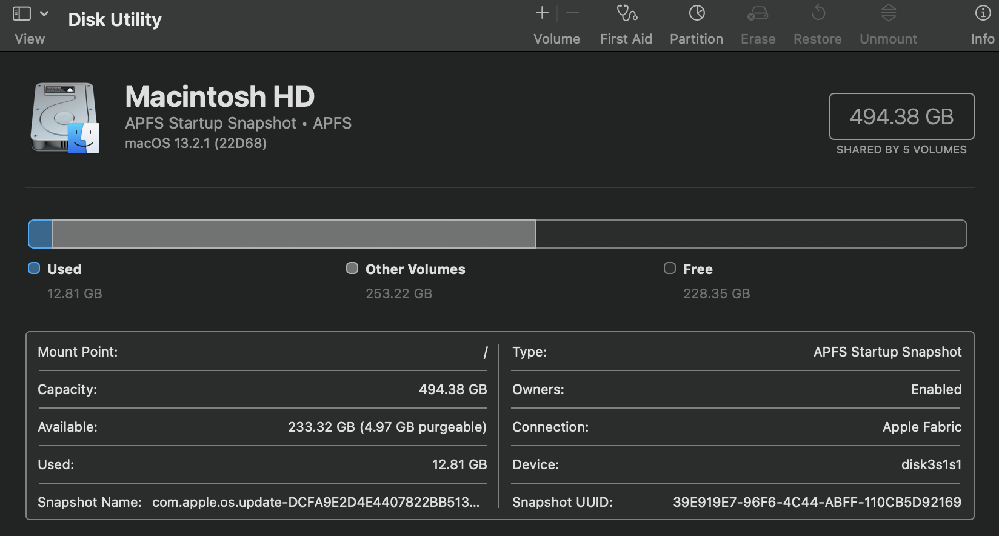 Disk Utility
View
Volume First Aid Partition Erase Restore Unmount Info
Macintosh HD
APFS Startup Snapshot • APFS
macOS 13.2.1 (22D68)
494.38 GB
SHARED BY 5 VOLUMES
Used Other Volumes Free
12.81 GB 253.22 GB 228.35 GB
Mount Point: /
Capacity: 494.38 GB
Available: 233.32 GB (4.97 GB purgeable)
Used: 12.81 GB
Snapshot Name: com.apple.os.update-DCFA9E2D4E4407822BB513...
Type: APFS Startup Snapshot
Owners: Enabled
Connection: Apple Fabric
Device: disk3s1s1
Snapshot UUID: 39E919E7-96F6-4C44-ABFF-110CB5D92169